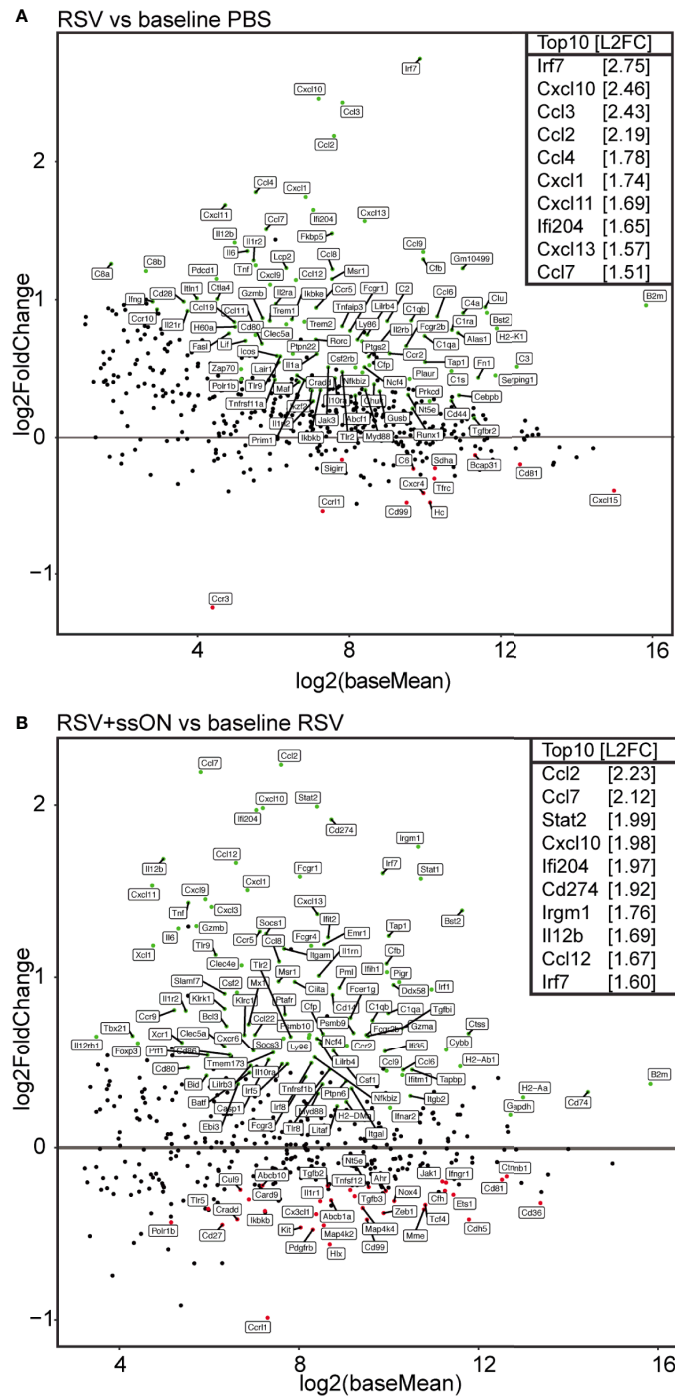 A
RSV vs baseline PBS
Top10 [L2FC]
Irf7 [2.75]
Cxcl10 [2.46]
Ccl3 [2.43]
Ccl2 [2.19]
Ccl4 [1.78]
Cxcl1 [1.74]
Cxcl11 [1.69]
Ifi204 [1.65]
Cxcl13 [1.57]
Ccl7 [1.51]
log2FoldChange
2
1
0
−1
Irf7
Cxcl10
Ccl3
Ccl2
Ccl4
Cxcl1
Cxcl11
Ccl7
Ifi204
Cxcl13
Il12b
Il1r2
Fkbp5
Il6
Lcp2
Ccl8
Ccl9
C8b
Tnf
Cfb
C8a
Pdcd1
Cxcl9
Ccl12
Msr1
Gm10499
Itln1
Ctla4
Gzmb
Il2ra
Ikbke
Ccr5
Fcgr1
C2
Ccl6
B2m
Ifng
Cd28
Ccl19
Ccl11
Trem1
Tnfaip3
Lilrb4
C1qb
C4a
Clu
Ccr10
Il21r
H60a
Cd80
Trem2
Ly86
Il2rb
Fcgr2b
C1ra
Bst2
Fasl
Lif
Clec5a
Rorc
Ptgs2
C1qa
Alas1
H2−K1
Icos
Ptpn22
Csf2rb
Ccr2
Zap70
Lair1
Il1a
Cfp
Tap1
Fn1
C3
Polr1b
Tlr9
Maf
Cradd
Nfkbiz
Ncf4
Plaur
C1s
Serping1
Tnfrsf11a
Ikzf2
Il10ra
Chuk
Prkcd
Cebpb
Il1rl2
Jak3
Abcf1
Gusb
Nt5e
Cd44
Prim1
Ikbkb
Tlr2
Myd88
Runx1
Tgfbr2
Sigirr
C6
Sdha
Bcap31
Cd81
Ccrl1
Cxcr4
Tfrc
Cxcl15
Cd99
Hc
Ccr3
4
8
12
16
log2(baseMean)
B
RSV+ssON vs baseline RSV
Top10 [L2FC]
Ccl2 [2.23]
Ccl7 [2.12]
Stat2 [1.99]
Cxcl10 [1.98]
Ifi204 [1.97]
Cd274 [1.92]
Irgm1 [1.76]
Il12b [1.69]
Ccl12 [1.67]
Irf7 [1.60]
log2FoldChange
2
1
0
−1
Ccl7
Ccl2
Cxcl10
Stat2
Ifi204
Cd274
Irgm1
Il12b
Ccl12
Fcgr1
Irf7
Stat1
Cxcl11
Cxcl9
Cxcl1
Tnf
Cxcl3
Cxcl13
Bst2
Il6
Gzmb
Socs1
Ifit2
Tap1
Xcl1
Ccr5
Ccl8
Fcgr4
Emr1
Tlr9
Itgam
Il1rn
Cfb
Clec4e
Tlr2
Pml
Ifih1
Pigr
Slamf7
Csf2
Mx1
Msr1
Ciita
Fcer1g
Ddx58
Irf1
Il1r2
Klrk1
Klrc1
Ptafr
Cfp
Cd14
C1qb
C1qa
Tgfbi
Ccr9
Bcl3
Ccl22
Psmb10
Psmb9
Fcgr2b
Gzma
Ctss
Tbx21
Xcr1
Clec5a
Cxcr6
Socs3
Ly96
Ncf4
Ccr2
Ifi35
Cybb
Il12rb1
Foxp3
Prf1
Cd86
Tmem173
Lilrb4
Ccl9
Ccl6
H2−Ab1
Cd80
Il10ra
Csf1
Ifitm1
Tapbp
B2m
Bid
Lilrb3
Tnfrsf1b
Ptpn6
Nfkbiz
Itgb2
H2−Aa
Cd74
Batf
Casp1
Irf5
Irf8
H2−DMa
Ifnar2
Gapdh
Ebi3
Fcgr3
Myd88
Litaf
Itgal
Tlr8
Nt5e
Abcb10
Tgfb2
Ahr
Jak1
Ifngr1
Ctnnb1
Cul9
Card9
Il1r1
Tnfsf12
Nox4
Cd81
Tlr5
Tgfb3
Cfh
Ets1
Cd36
Cradd
Ikbkb
Cx3cl1
Abcb1a
Zeb1
Tcf4
Cdh5
Polr1b
Cd27
Kit
Map4k2
Map4k4
Mme
Pdgfrb
Hlx
Cd99
Ccrl1
4
8
12
16
log2(baseMean)